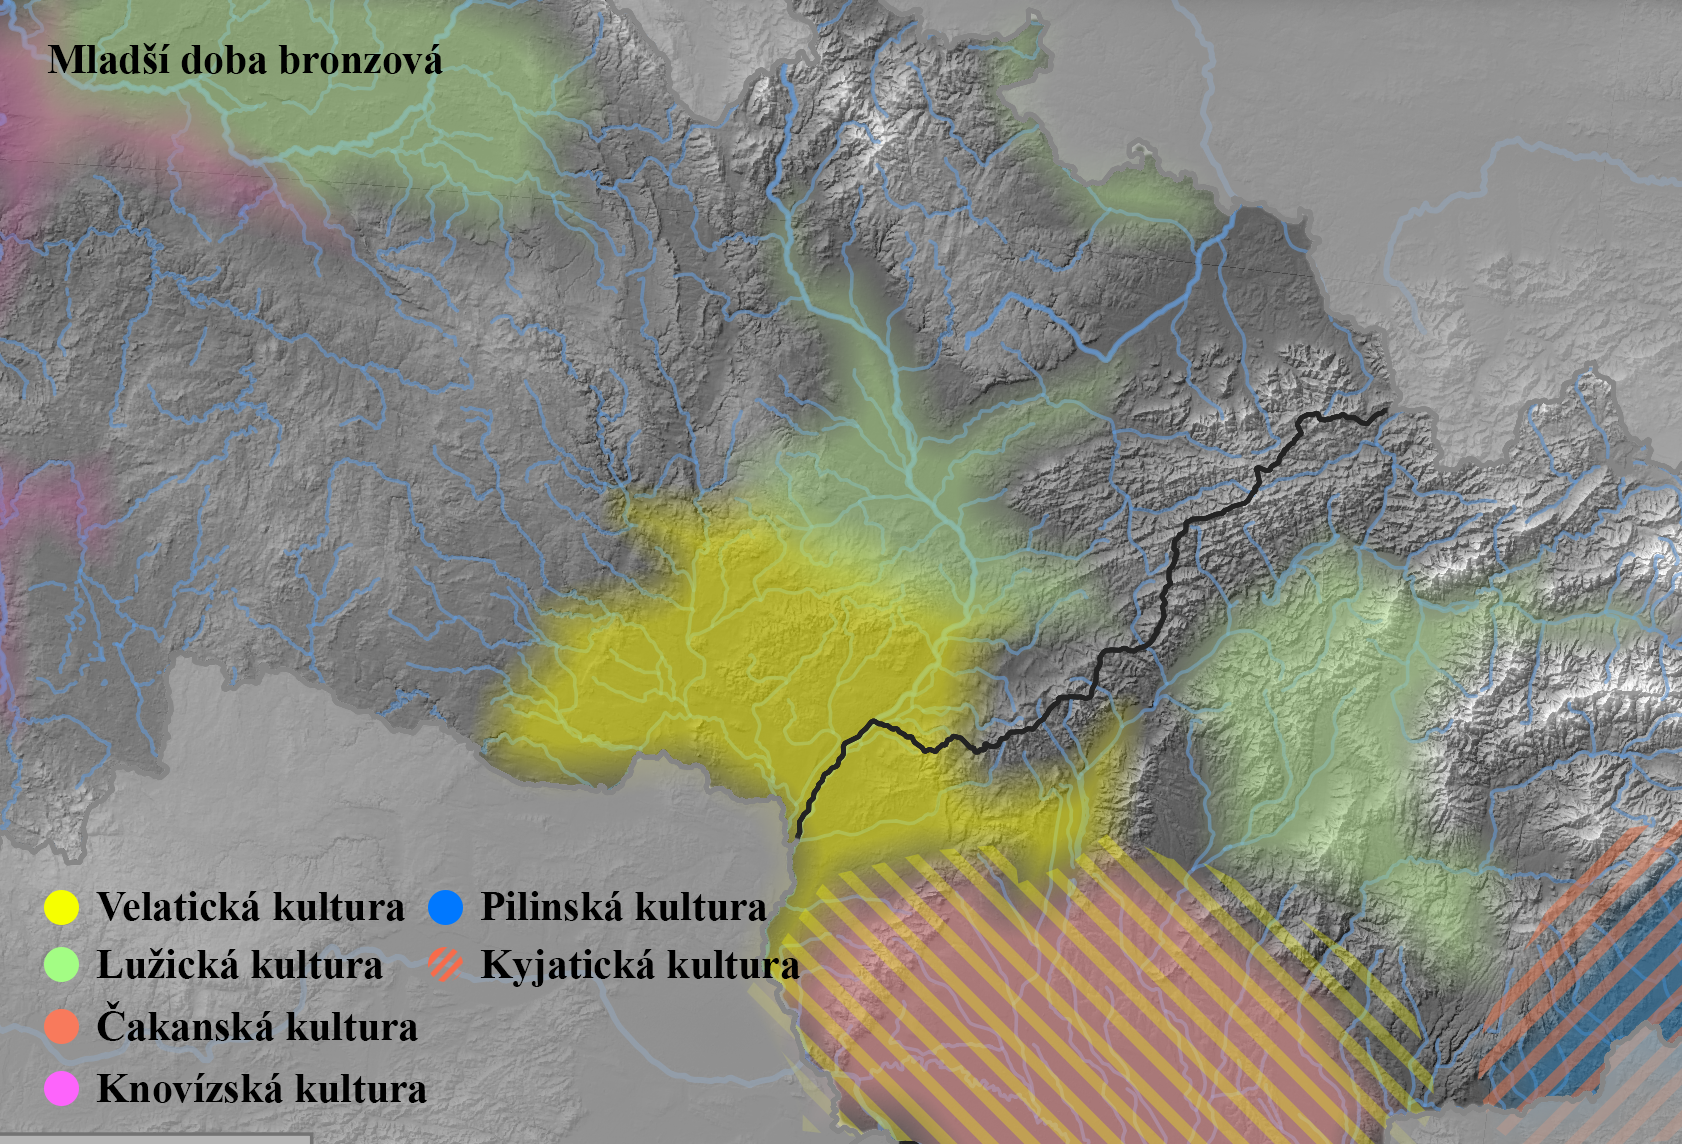 Mladší doba bronzová
Velatická kultura
Lužická kultura
Čakanská kultura
Knovízská kultura
Pilinská kultura
Kyjatická kultura